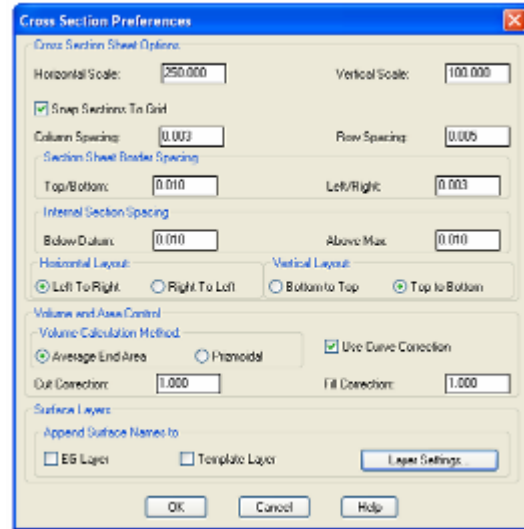 Cross Section Preferences
Cross Section Sheet Options
Horizontal Scale: 250.000 Vertical Scale: 100.000
Snap Sections To Grid
Column Spacing: 0.003 Row Spacing: 0.005
Section Sheet Border Spacing
Top/Bottom: 0.010 Left/Right: 0.003
Internal Section Spacing
Below Datum: 0.010 Above Max: 0.010
Horizontal Layout: Vertical Layout:
Left To Right Right To Left Bottom to Top Top to Bottom
Volume and Area Control
Volume Calculation Method:
Average End Area Prizmoidal Use Curve Correction
Cut Correction: 1.000 Fill Correction: 1.000
Surface Layers
Append Surface Names to
EG Layer Template Layer Layer Settings...
OK Cancel Help